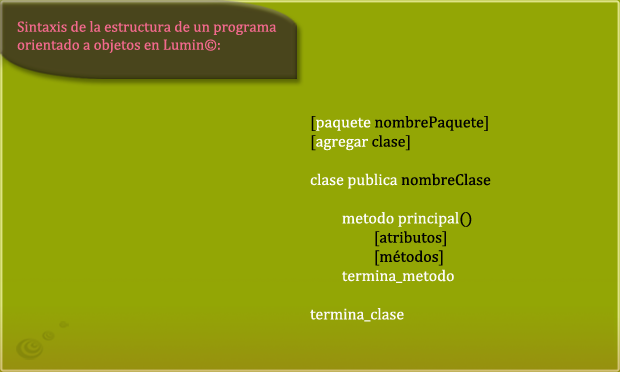 Sintaxis de la estructura de un programa
orientado a objetos en Lumin©:
[paquete nombrePaquete]
[agregar clase]
clase publica nombreClase
metodo principal()
[atributos]
[métodos]
termina_metodo
termina_clase